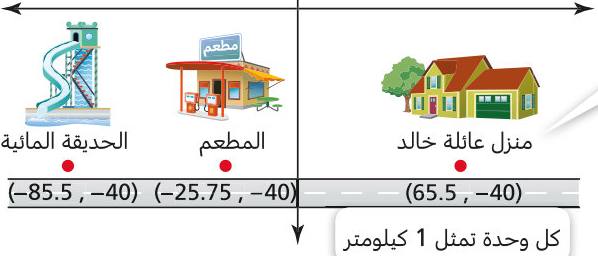 مطعم
منزل عائلة خالد
المطعم
الحديقة المائية
(−85.5 , −40) (−25.75 , −40) (65.5 , −40)
كل وحدة تمثل 1 كيلومتر